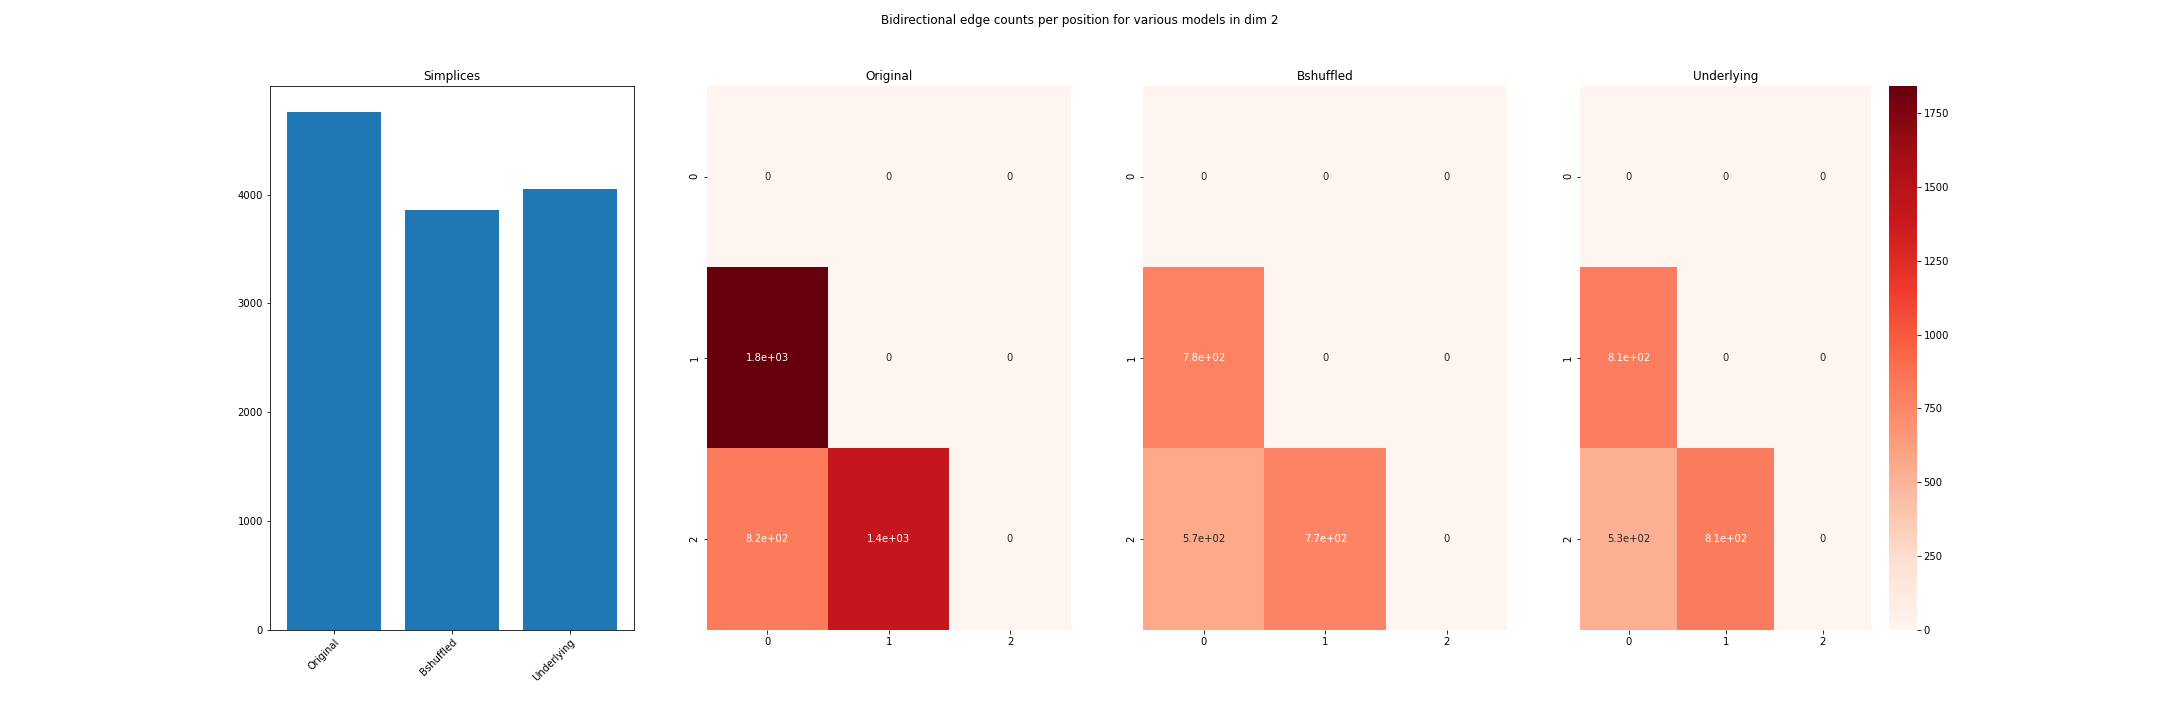 Bidirectional edge counts per position for various models in dim 2
Simplices
4000
3000
2000
1000
0
Original
Bshuffled
Underlying
Original
0
0 0 0
1
1.8e+03 0 0
2
8.2e+02 1.4e+03 0
0 1 2
Bshuffled
0
0 0 0
1
7.8e+02 0 0
2
5.7e+02 7.7e+02 0
0 1 2
Underlying
0
0 0 0
1
8.1e+02 0 0
2
5.3e+02 8.1e+02 0
0 1 2
1750
1500
1250
1000
750
500
250
0